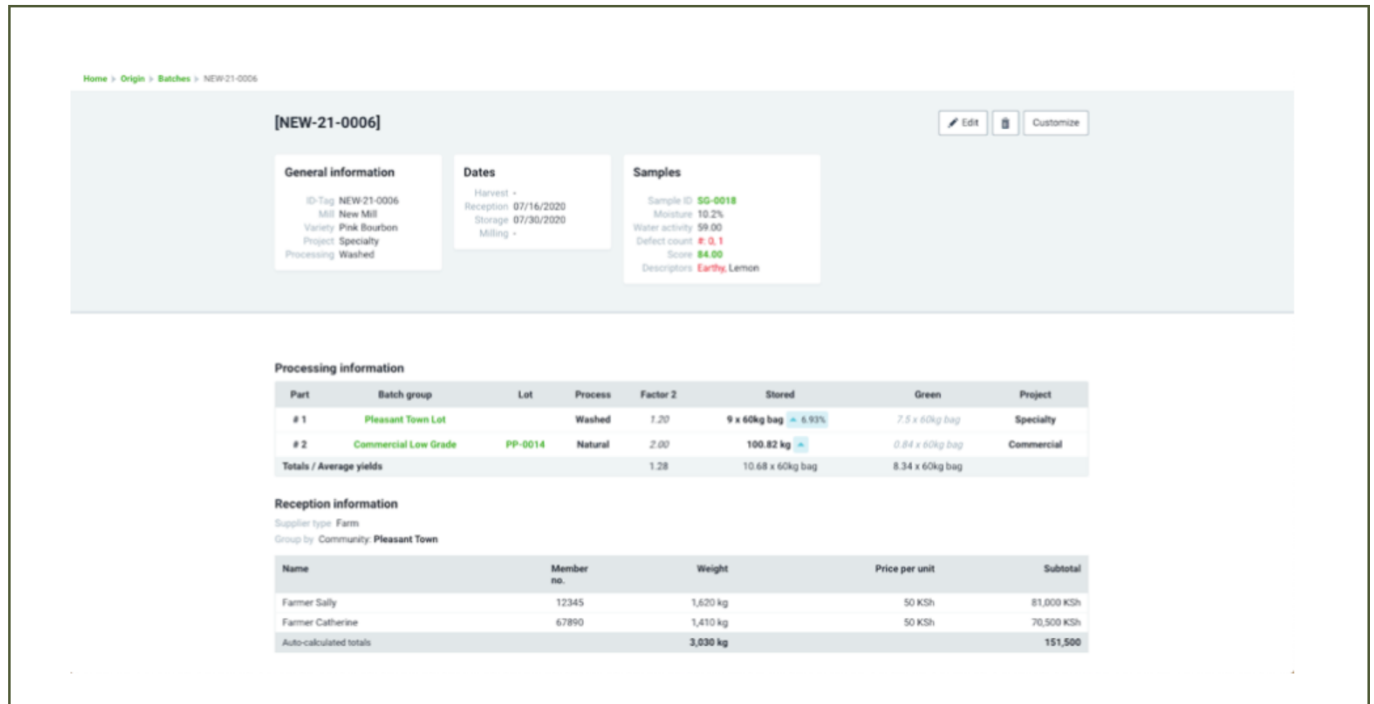 Home > Origin > Batches > NEW-21-0006
[NEW-21-0006]
Edit
Customize
General information
ID-Tag NEW-21-0006
Mill New Mill
Variety Pink Bourbon
Project Specialty
Processing Washed
Dates
Harvest -
Reception 07/16/2020
Storage 07/30/2020
Milling -
Samples
Sample ID SG-0018
Moisture 10.2%
Water activity 59.00
Defect count #: 0, 1
Score 84.00
Descriptors Earthy, Lemon
Processing information
Part Batch group Lot Process Factor 2 Stored Green Project
# 1 Pleasant Town Lot Washed 1.20 9 x 60kg bag 6.93% 7.5 x 60kg bag Specialty
# 2 Commercial Low Grade PP-0014 Natural 2.00 100.82 kg 0.84 x 60kg bag Commercial
Totals / Average yields 1.28 10.68 x 60kg bag 8.34 x 60kg bag
Reception information
Supplier type Farm
Group by Community: Pleasant Town
Name Member no. Weight Price per unit Subtotal
Farmer Sally 12345 1,620 kg 50 KSh 81,000 KSh
Farmer Catherine 67890 1,410 kg 50 KSh 70,500 KSh
Auto-calculated totals 3,030 kg 151,500